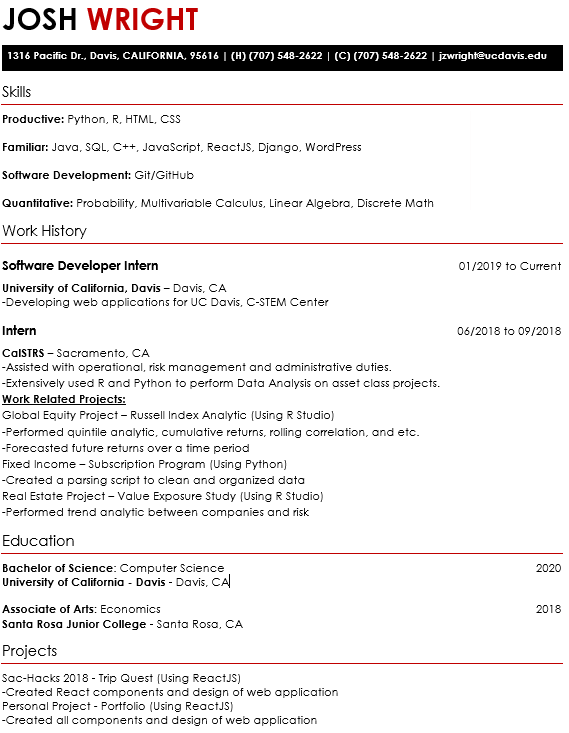 JOSH WRIGHT
1316 Pacific Dr., Davis, CALIFORNIA, 95616 | (H) (707) 548-2622 | (C) (707) 548-2622 | jzwright@ucdavis.edu
Skills
Productive: Python, R, HTML, CSS
Familiar: Java, SQL, C++, JavaScript, ReactJS, Django, WordPress
Software Development: Git/GitHub
Quantitative: Probability, Multivariable Calculus, Linear Algebra, Discrete Math
Work History
Software Developer Intern 01/2019 to Current
University of California, Davis – Davis, CA
-Developing web applications for UC Davis, C-STEM Center
Intern 06/2018 to 09/2018
CalSTRS – Sacramento, CA
-Assisted with operational, risk management and administrative duties.
-Extensively used R and Python to perform Data Analysis on asset class projects.
Work Related Projects:
Global Equity Project – Russell Index Analytic (Using R Studio)
-Performed quintile analytic, cumulative returns, rolling correlation, and etc.
-Forecasted future returns over a time period
Fixed Income – Subscription Program (Using Python)
-Created a parsing script to clean and organized data
Real Estate Project – Value Exposure Study (Using R Studio)
-Performed trend analytic between companies and risk
Education
Bachelor of Science: Computer Science 2020
University of California - Davis - Davis, CA
Associate of Arts: Economics 2018
Santa Rosa Junior College - Santa Rosa, CA
Projects
Sac-Hacks 2018 - Trip Quest (Using ReactJS)
-Created React components and design of web application
Personal Project - Portfolio (Using ReactJS)
-Created all components and design of web application